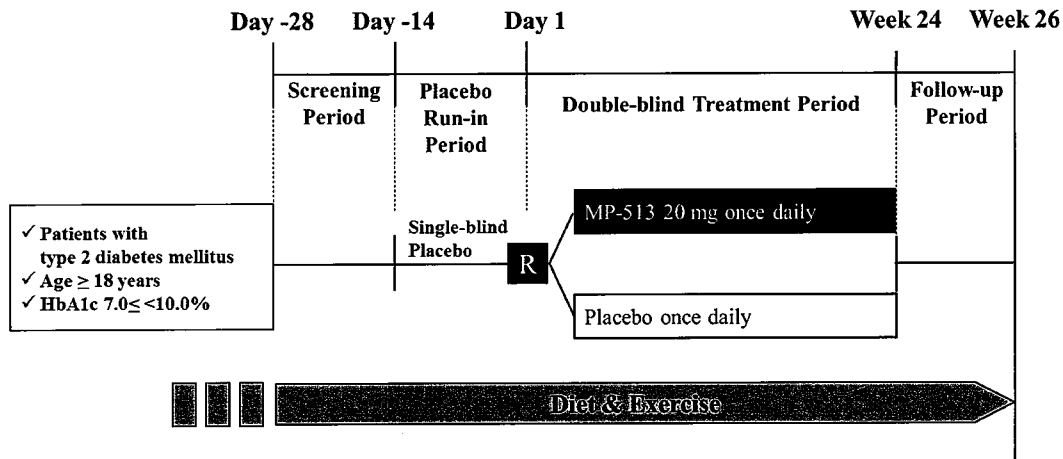 Day -28 Day -14 Day 1 Week 24 Week 26
Screening
Period
Placebo
Run-in
Period
Double-blind Treatment Period
Follow-up
Period
✓ Patients with
type 2 diabetes mellitus
✓ Age ≥ 18 years
✓ HbA1c 7.0≤ <10.0%
Single-blind
Placebo
R
MP-513 20 mg once daily
Placebo once daily
Diet & Exercise